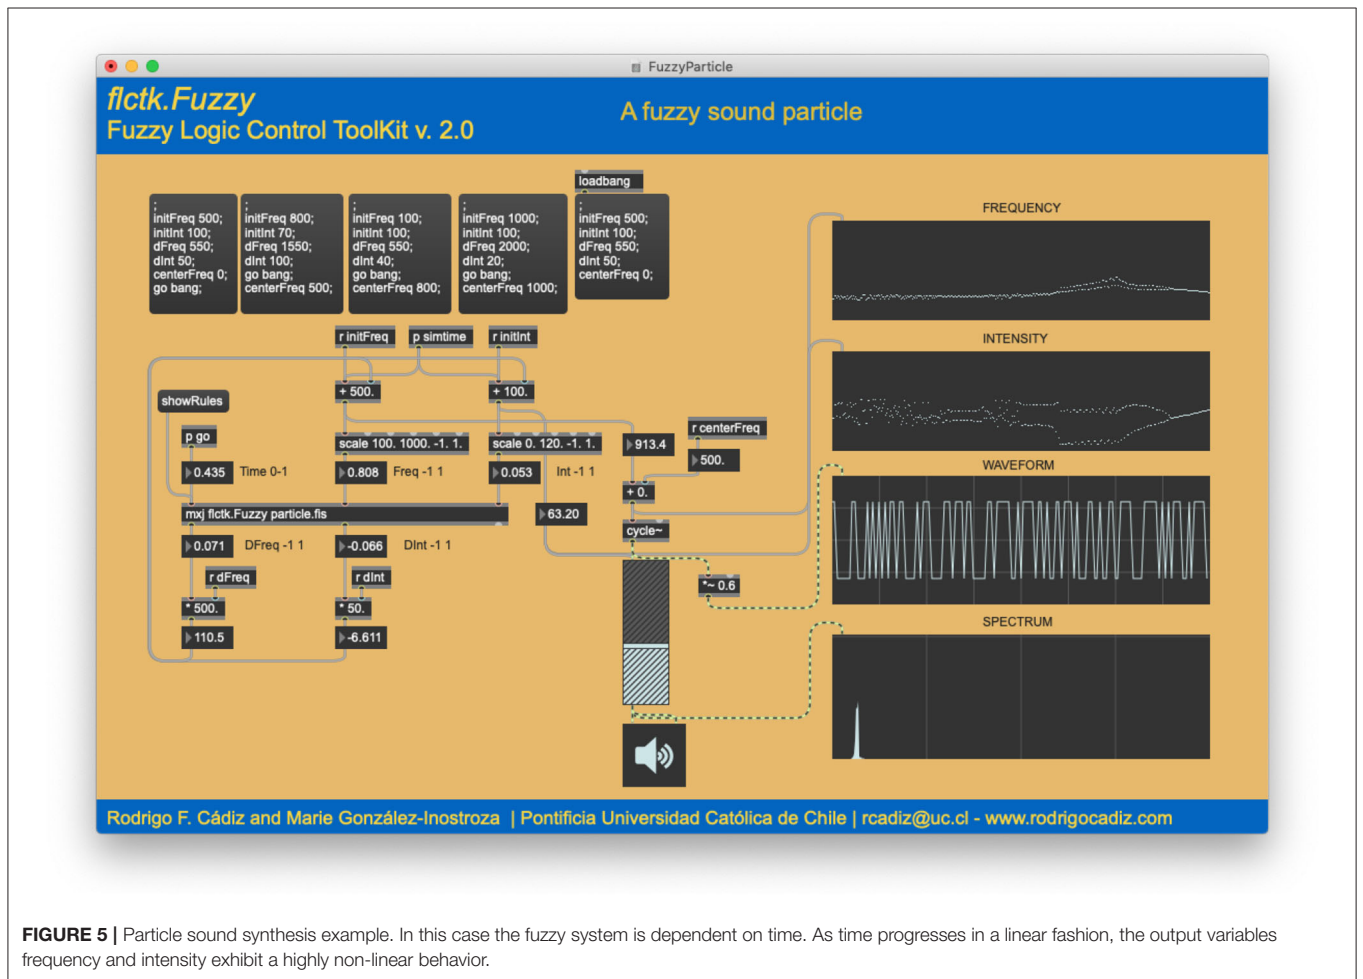 FuzzyParticle
flctk.Fuzzy
Fuzzy Logic Control ToolKit v. 2.0
A fuzzy sound particle
loadbang
;
initFreq 500;
initInt 100;
dFreq 550;
dInt 50;
centerFreq 0;
go bang;
;
initFreq 800;
initInt 70;
dFreq 1550;
dInt 100;
go bang;
centerFreq 500;
;
initFreq 100;
initInt 100;
dFreq 550;
dInt 40;
go bang;
centerFreq 800;
;
initFreq 1000;
initInt 100;
dFreq 2000;
dInt 20;
go bang;
centerFreq 1000;
;
initFreq 500;
initInt 100;
dFreq 550;
dInt 50;
centerFreq 0;
r initFreq
p simtime
r initInt
+ 500.
+ 100.
showRules
p go
scale 100. 1000. -1. 1.
scale 0. 120. -1. 1.
913.4
r centerFreq
500.
0.435
Time 0-1
0.808
Freq -1 1
0.053
Int -1 1
+ 0.
mxj flctk.Fuzzy particle.fis
63.20
cycle~
0.071
DFreq -1 1
-0.066
DInt -1 1
r dFreq
r dInt
*~ 0.6
* 500.
* 50.
110.5
-6.611
FREQUENCY
INTENSITY
WAVEFORM
SPECTRUM
Rodrigo F. Cádiz and Marie González-Inostroza | Pontificia Universidad Católica de Chile | rcadiz@uc.cl - www.rodrigocadiz.com
FIGURE 5 | Particle sound synthesis example. In this case the fuzzy system is dependent on time. As time progresses in a linear fashion, the output variables
frequency and intensity exhibit a highly non-linear behavior.